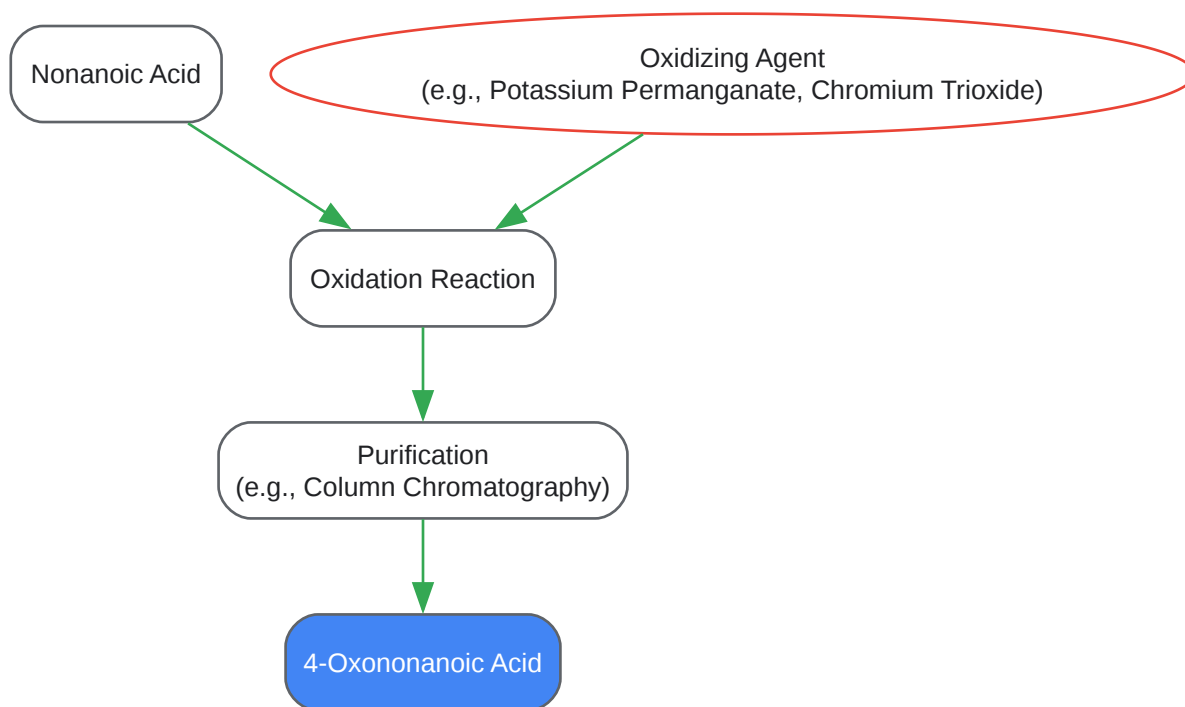 Nonanoic Acid
Oxidizing Agent
(e.g., Potassium Permanganate, Chromium Trioxide)
Oxidation Reaction
Purification
(e.g., Column Chromatography)
4-Oxononanoic Acid